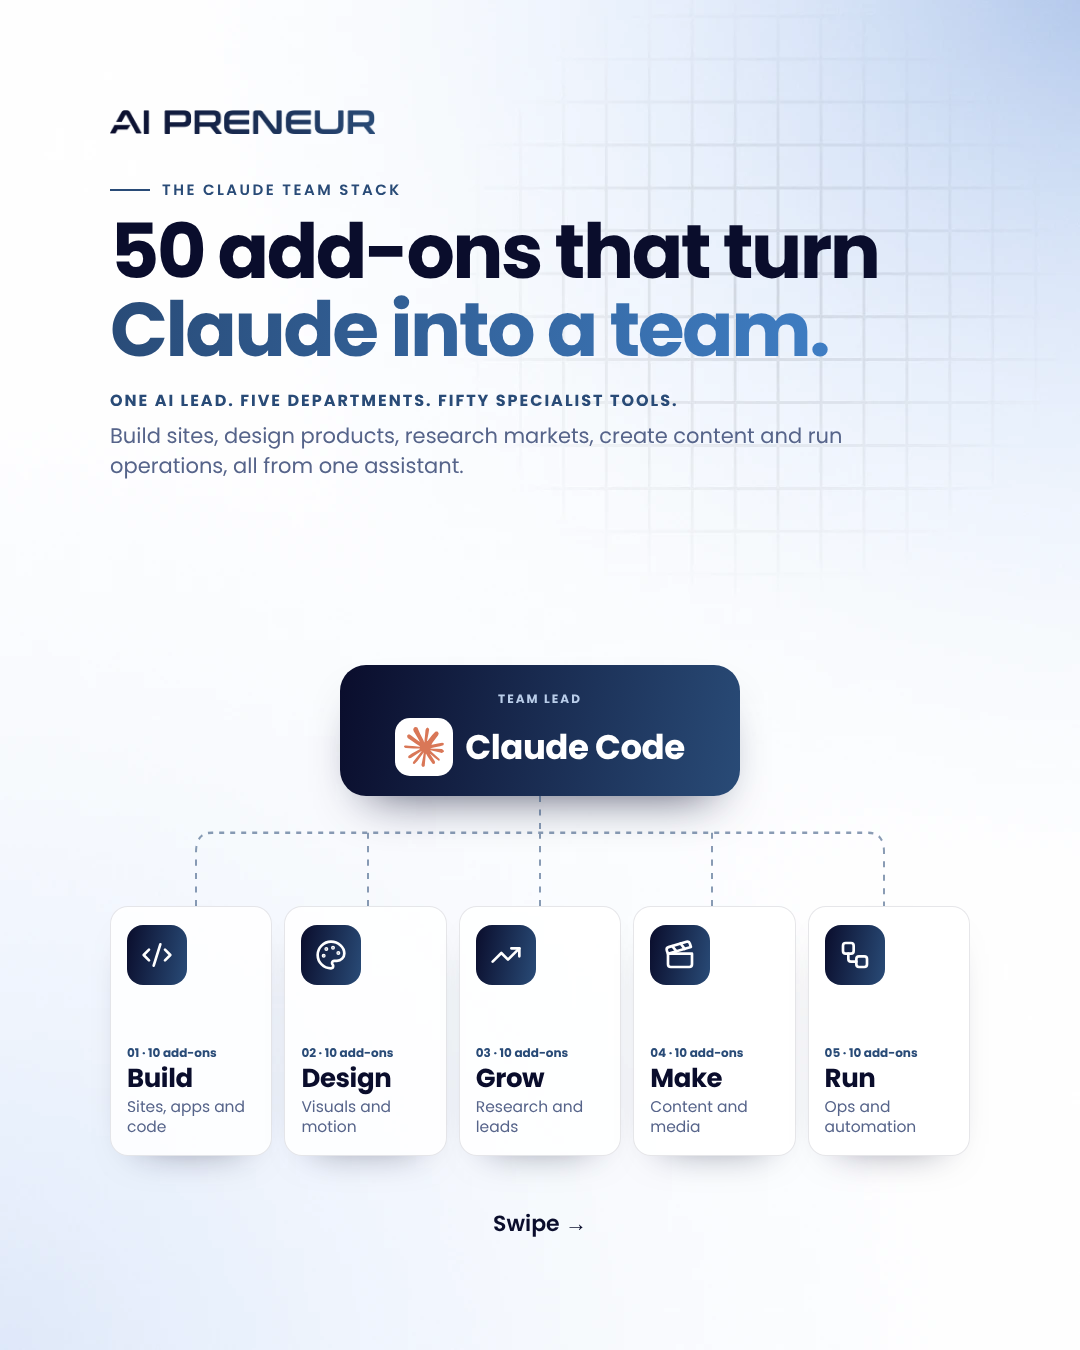 AI PRENEUR
THE CLAUDE TEAM STACK
50 add-ons that turn
Claude into a team.
ONE AI LEAD. FIVE DEPARTMENTS. FIFTY SPECIALIST TOOLS.
Build sites, design products, research markets, create content and run
operations, all from one assistant.
TEAM LEAD
Claude Code
01 · 10 add-ons
Build
Sites, apps and
code
02 · 10 add-ons
Design
Visuals and
motion
03 · 10 add-ons
Grow
Research and
leads
04 · 10 add-ons
Make
Content and
media
05 · 10 add-ons
Run
Ops and
automation
Swipe →